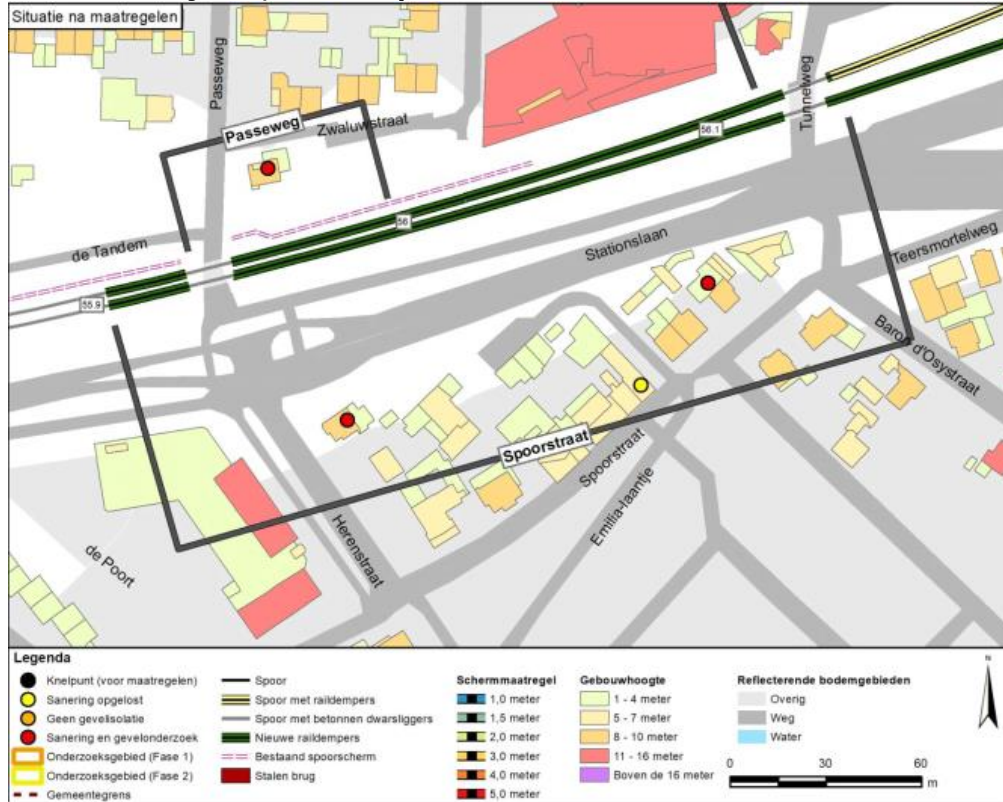 Situatie na maatregelen
Passeweg
Passeweg
Zwaluwstraat
Tunnelweg
56.1
56
de Tandem
Stationslaan
Teersmortelweg
55.9
Baron d'Osystraat
Spoorstraat
Spoorstraat
Emilia-laantje
Herenstraat
de Poort
Legenda
Knelpunt (voor maatregelen)
Sanering opgelost
Geen gevelisolatie
Sanering en gevelonderzoek
Onderzoeksgebied (Fase 1)
Onderzoeksgebied (Fase 2)
Gemeentegrens
Spoor
Spoor met raildempers
Spoor met betonnen dwarsliggers
Nieuwe raildempers
Bestaand spoorscherm
Stalen brug
Schermmaatregel
1,0 meter
1,5 meter
2,0 meter
3,0 meter
4,0 meter
5,0 meter
Gebouwhoogte
1 - 4 meter
5 - 7 meter
8 - 10 meter
11 - 16 meter
Boven de 16 meter
Reflecterende bodemgebieden
Overig
Weg
Water
N
0 30 60
m